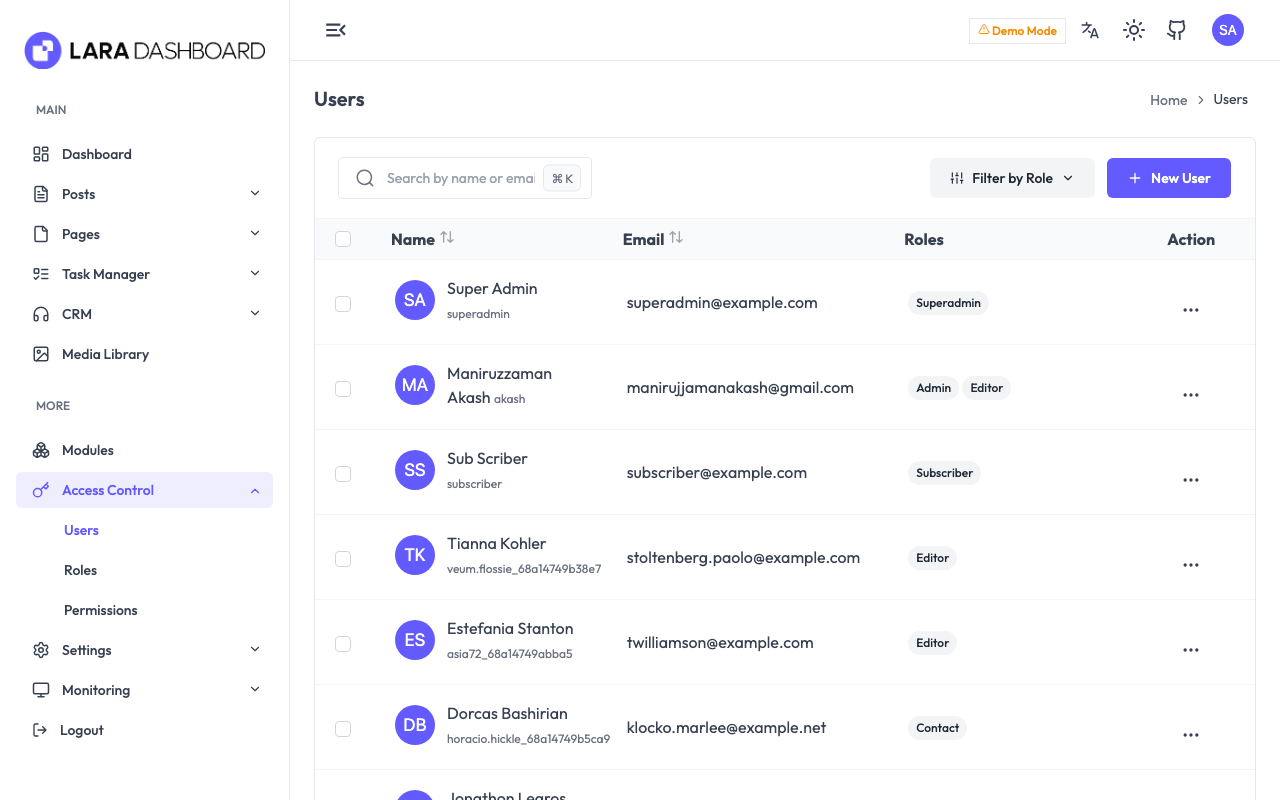 LARA DASHBOARD
MAIN
Dashboard
Posts
Pages
Task Manager
CRM
Media Library
MORE
Modules
Access Control
Users
Roles
Permissions
Settings
Monitoring
Logout
Demo Mode
SA
Users
Home > Users
Search by name or emai
⌘ K
Filter by Role
+ New User
Name Email Roles Action
SA Super Admin superadmin@example.com Superadmin ...
superadmin
MA Maniruzzaman manirujjamanakash@gmail.com Admin Editor ...
Akash akash
SS Sub Scriber subscriber@example.com Subscriber ...
subscriber
TK Tianna Kohler stoltenberg.paolo@example.com Editor ...
veum.flossie_68a14749b38e7
ES Estefania Stanton twilliamson@example.com Editor ...
asia72_68a14749abba5
DB Dorcas Bashirian klocko.marlee@example.net Contact ...
horacio.hickle_68a14749b5ca9
Jonathon Legros